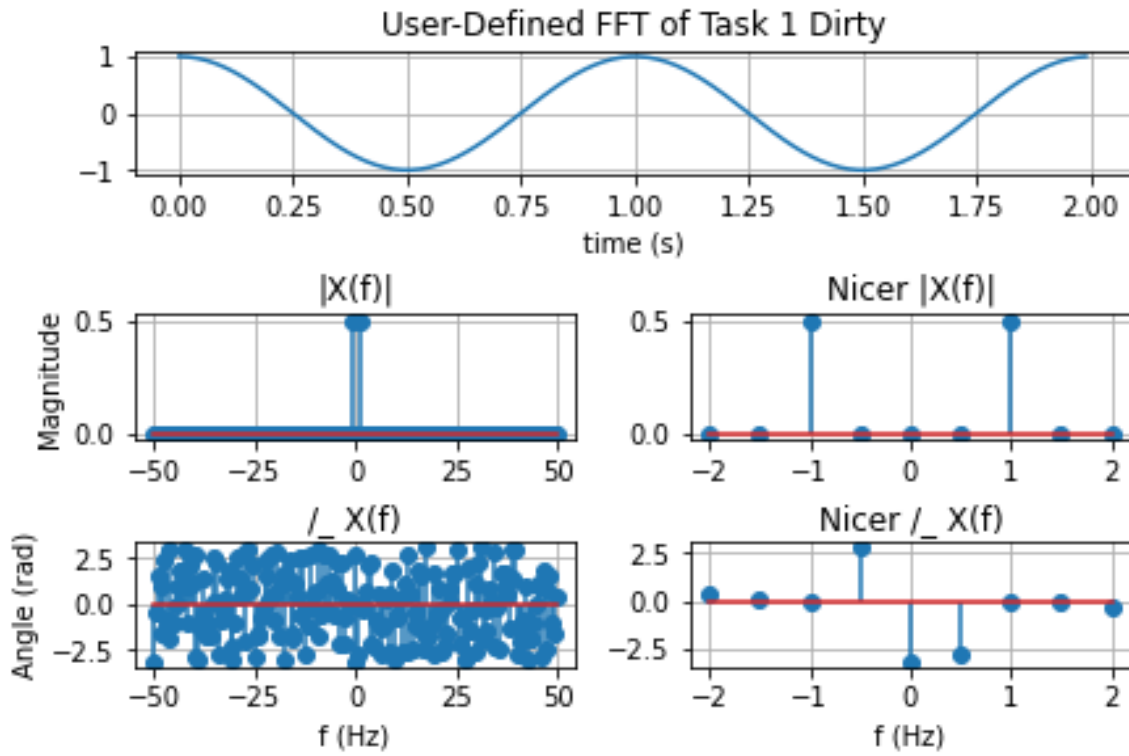 User-Defined FFT of Task 1 Dirty
1
0
−1
0.00 0.25 0.50 0.75 1.00 1.25 1.50 1.75 2.00
time (s)
|X(f)|
Magnitude
0.5
0.0
−50 −25 0 25 50
Nicer |X(f)|
0.5
0.0
−2 −1 0 1 2
/_ X(f)
Angle (rad)
2.5
0.0
−2.5
−50 −25 0 25 50
f (Hz)
Nicer /_ X(f)
2.5
0.0
−2.5
−2 −1 0 1 2
f (Hz)